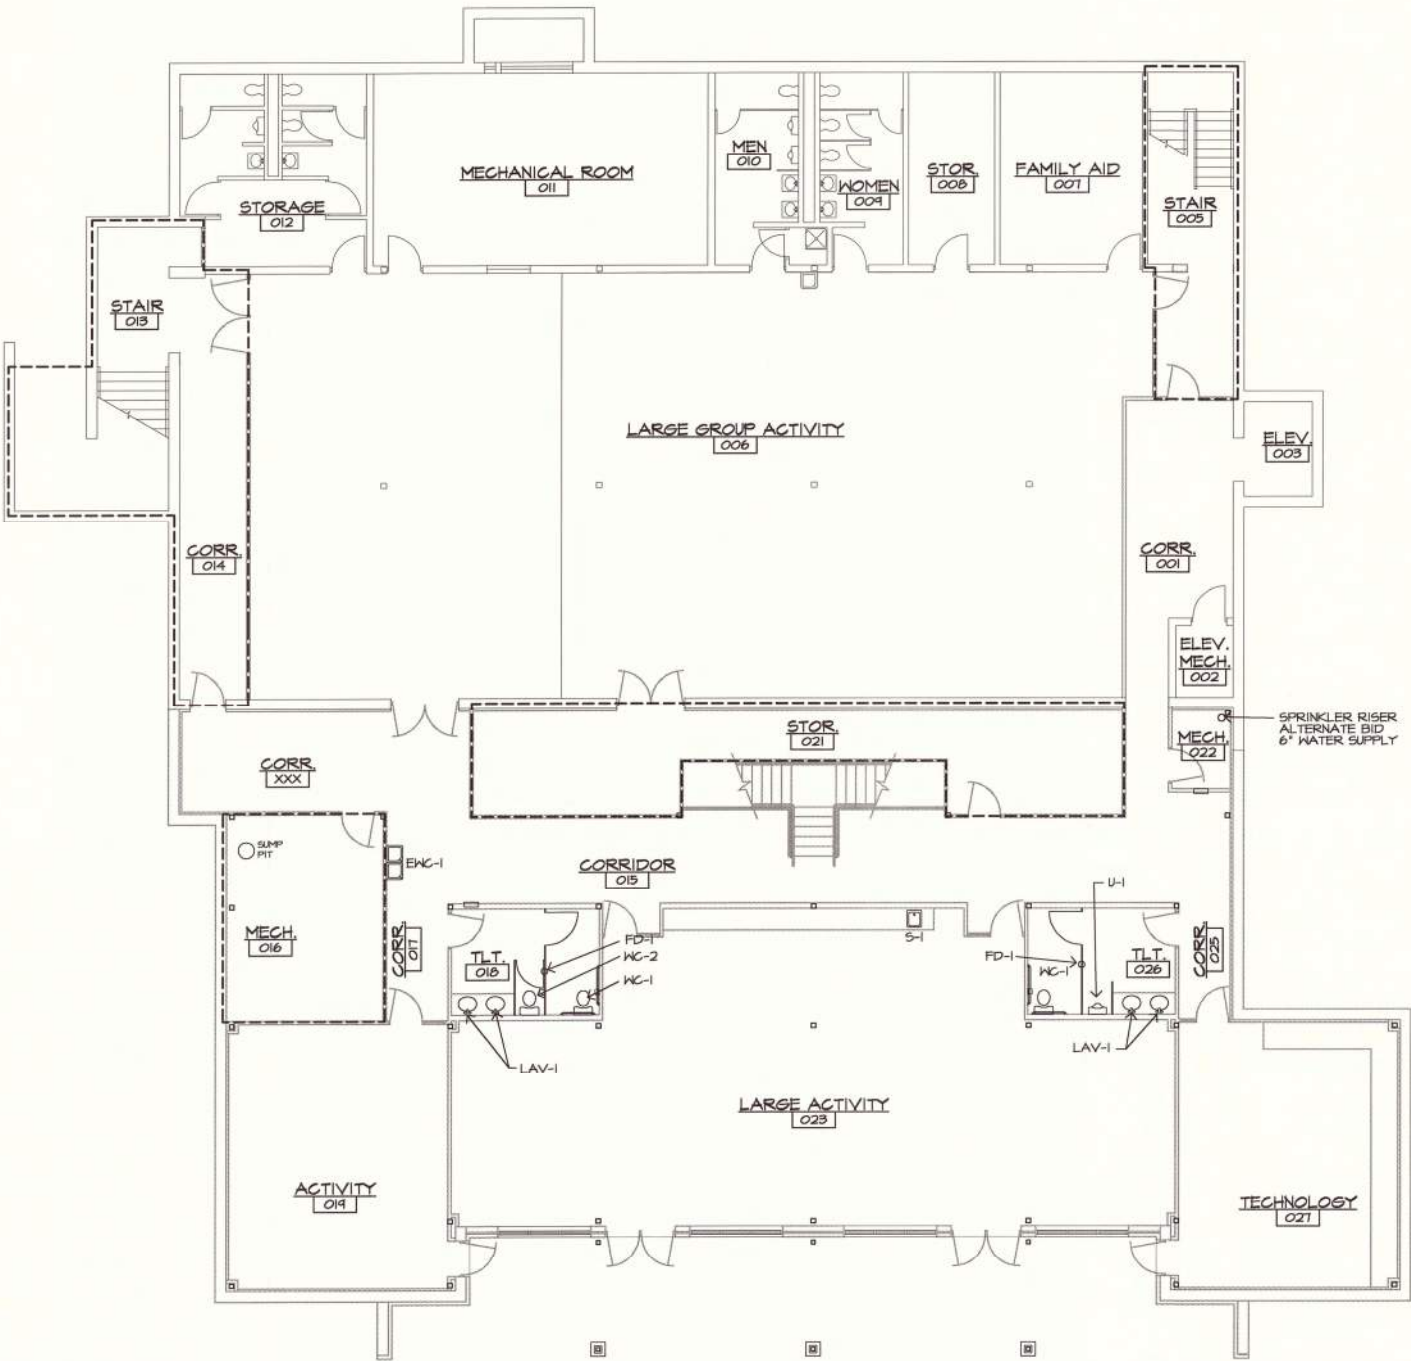 MECHANICAL ROOM
011
MEN
010
WOMEN
009
STOR.
008
FAMILY AID
007
STAIR
005
STORAGE
012
STAIR
013
LARGE GROUP ACTIVITY
006
ELEV.
003
CORR.
014
CORR.
001
ELEV.
MECH.
002
SPRINKLER RISER
ALTERNATE BID
6" WATER SUPPLY
STOR.
021
MECH.
022
CORR.
XXX
SUMP
PIT
EWC-1
CORRIDOR
015
U-1
MECH.
016
CORR.
017
TLT.
018
FD-1
WC-2
WC-1
S-1
FD-1
WC-1
TLT.
026
CORR.
025
LAV-1
LAV-1
LARGE ACTIVITY
023
ACTIVITY
019
TECHNOLOGY
027